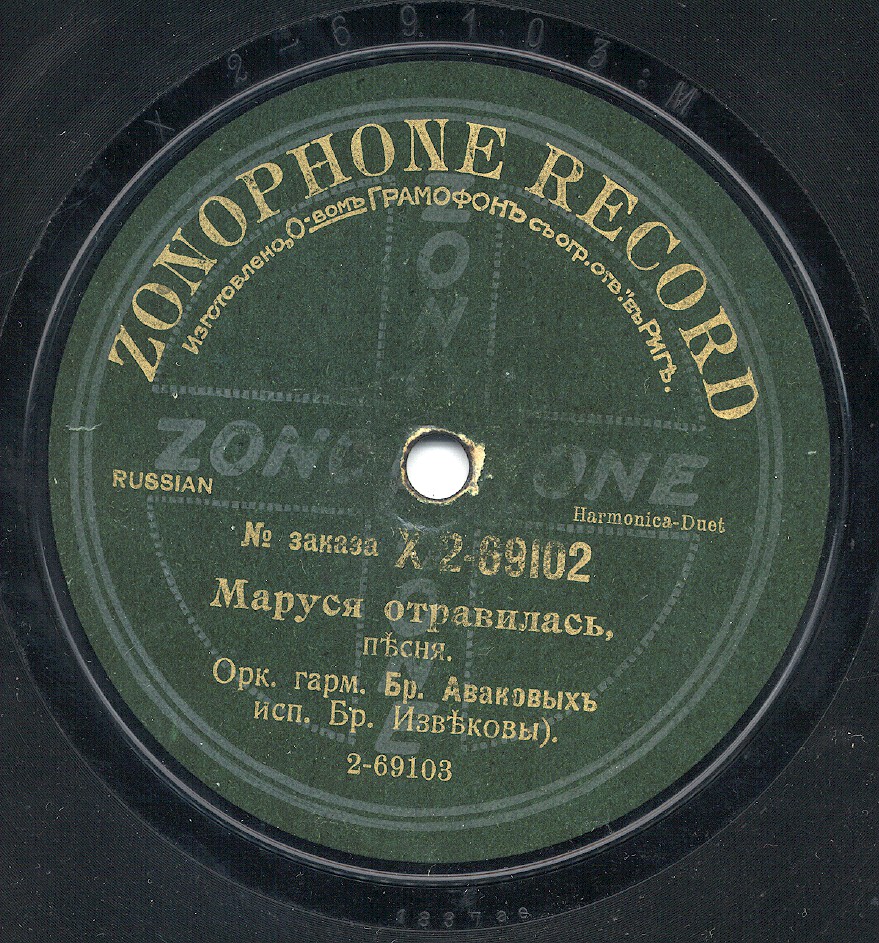 X 2-69103:M
ZONOPHONE RECORD
Изготовлено „О-вомъ ГРАМОФОНЪ съ огр. отв.“ въ Ригѣ.
ZONOPHONE
ZONOPHONE
RUSSIAN
Harmonica-Duet
№ заказа X 2-69102
Маруся отравилась,
пѣсня.
Орк. гарм. Бр. Аваковыхъ
исп. Бр. Извѣковы).
2-69103